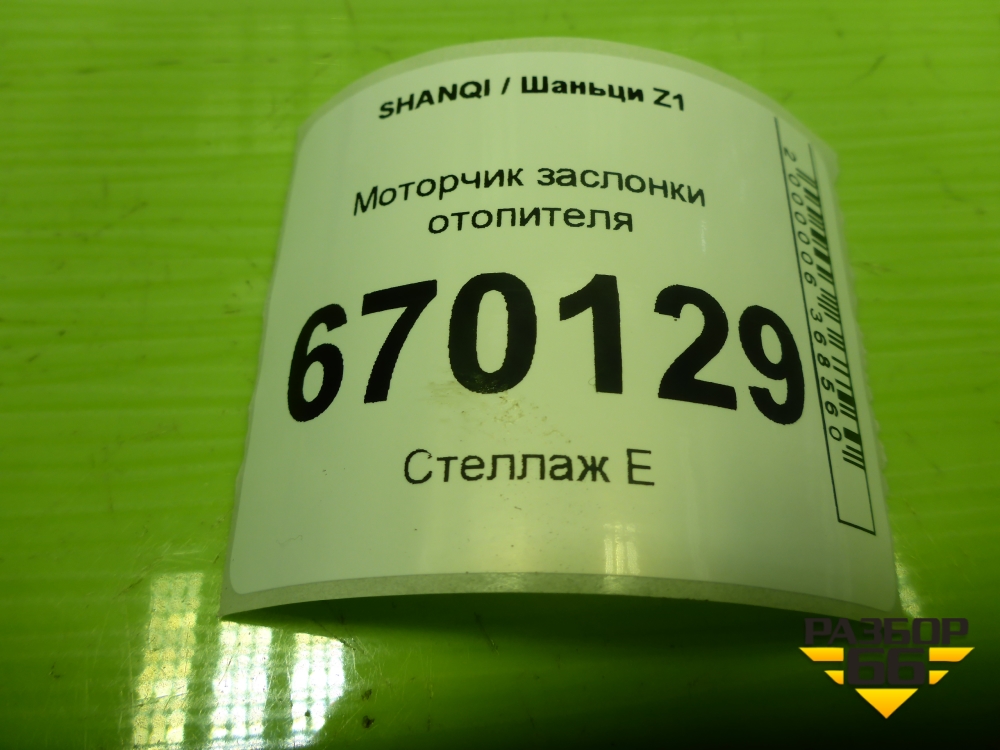 SHANQI / Шаньци Z1
Моторчик заслонки
отопителя
670129
Стеллаж E
2000006368560
РАЗБОР
66